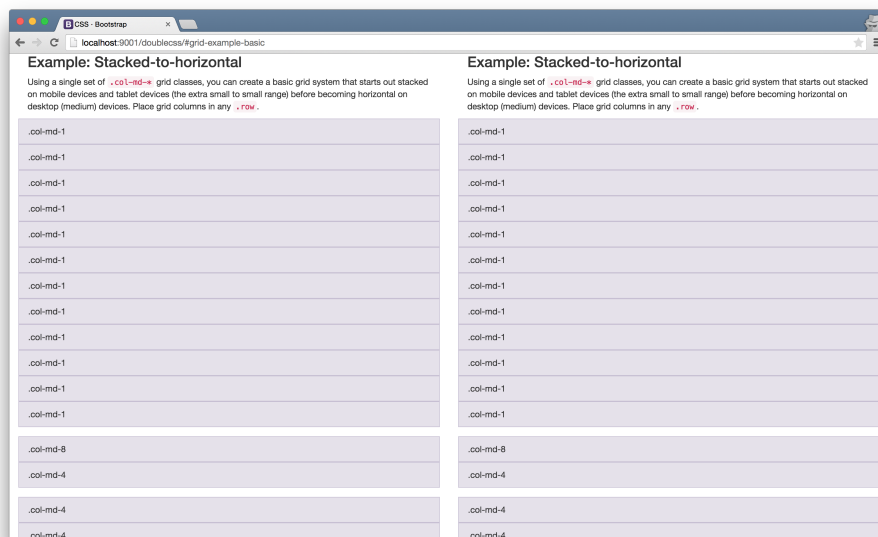 CSS · Bootstrap
localhost:9001/doublecss/#grid-example-basic
Example: Stacked-to-horizontal
Using a single set of .col-md-* grid classes, you can create a basic grid system that starts out stacked
on mobile devices and tablet devices (the extra small to small range) before becoming horizontal on
desktop (medium) devices. Place grid columns in any .row .
.col-md-1
.col-md-1
.col-md-1
.col-md-1
.col-md-1
.col-md-1
.col-md-1
.col-md-1
.col-md-1
.col-md-1
.col-md-1
.col-md-1
.col-md-8
.col-md-4
.col-md-4
.col-md-4
Example: Stacked-to-horizontal
Using a single set of .col-md-* grid classes, you can create a basic grid system that starts out stacked
on mobile devices and tablet devices (the extra small to small range) before becoming horizontal on
desktop (medium) devices. Place grid columns in any .row .
.col-md-1
.col-md-1
.col-md-1
.col-md-1
.col-md-1
.col-md-1
.col-md-1
.col-md-1
.col-md-1
.col-md-1
.col-md-1
.col-md-1
.col-md-8
.col-md-4
.col-md-4
.col-md-4